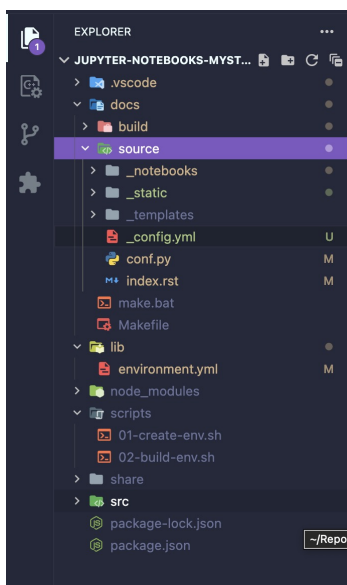 EXPLORER
1
JUPYTER-NOTEBOOKS-MYST...
.vscode
docs
build
source
_notebooks
_static
_templates
_config.yml U
conf.py M
index.rst M
make.bat
Makefile
lib
environment.yml M
node_modules
scripts
01-create-env.sh
02-build-env.sh
share
src
package-lock.json
~/Repo
package.json